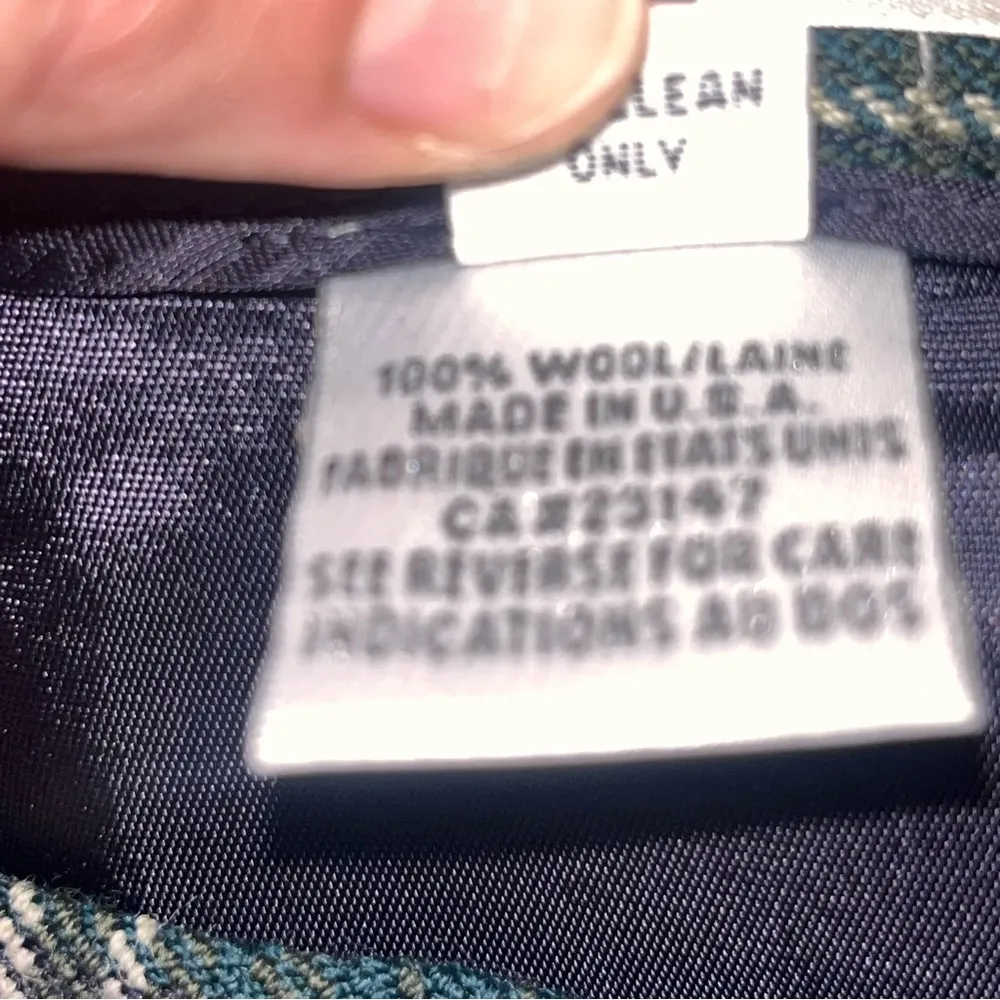 LEAN
ONLY
100% WOOL/LAINE
MADE IN U.S.A.
FABRIQUE EN ETATS UNIS
CA#23147
SEE REVERSE FOR CARE
INDICATIONS AU DOS